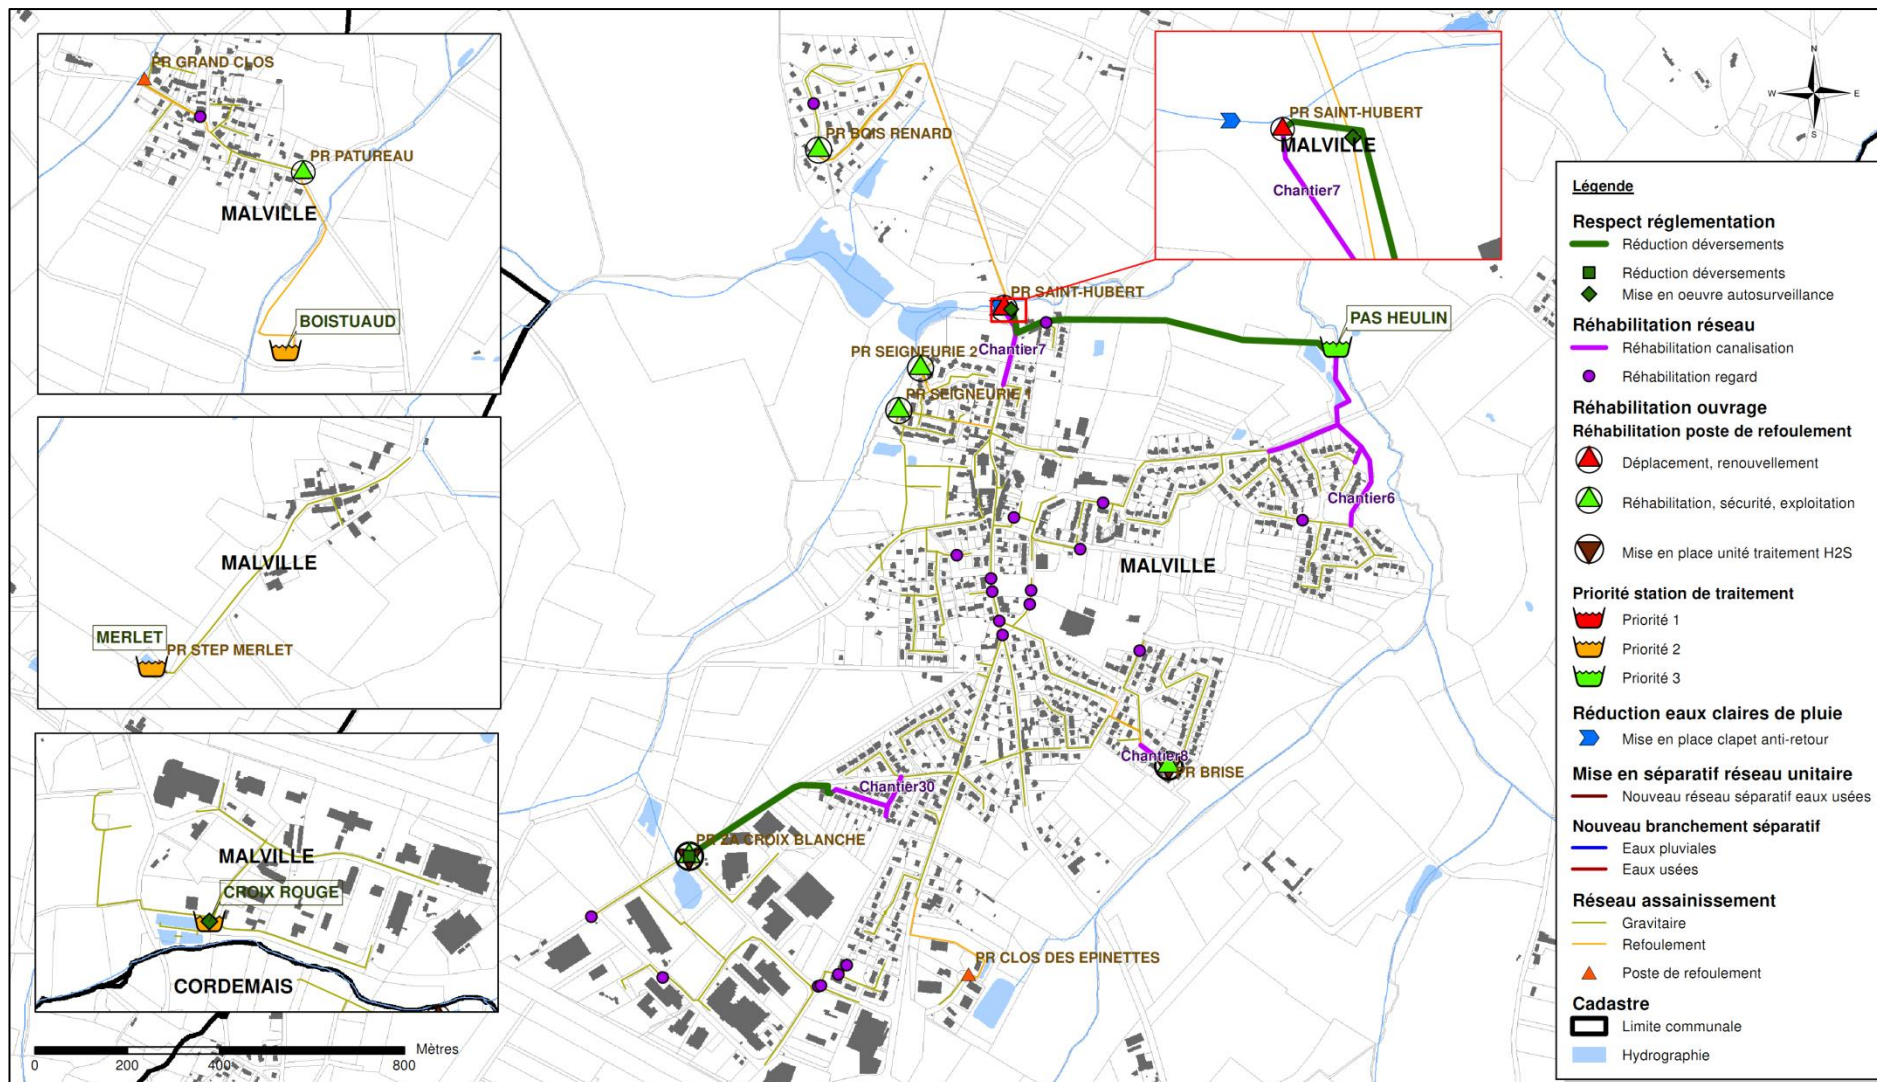 PR GRAND CLOS
PR PATUREAU
MALVILLE
BOISTUAUD
MALVILLE
MERLET
PR STEP MERLET
MALVILLE
CROIX ROUGE
CORDEMAIS
0 200 400 800 Mètres
PR BOIS RENARD
PR SAINT-HUBERT
MALVILLE
Chantier7
PR SAINT-HUBERT
PAS HEULIN
Chantier7
PR SEIGNEURIE 2
PR SEIGNEURIE 1
Chantier6
MALVILLE
Chantier8
PR BRISE
Chantier30
PR ZA CROIX BLANCHE
PR CLOS DES EPINETTES
N
W E
S
Légende
Respect réglementation
Réduction déversements
Réduction déversements
Mise en oeuvre autosurveillance
Réhabilitation réseau
Réhabilitation canalisation
Réhabilitation regard
Réhabilitation ouvrage
Réhabilitation poste de refoulement
Déplacement, renouvellement
Réhabilitation, sécurité, exploitation
Mise en place unité traitement H2S
Priorité station de traitement
Priorité 1
Priorité 2
Priorité 3
Réduction eaux claires de pluie
Mise en place clapet anti-retour
Mise en séparatif réseau unitaire
Nouveau réseau séparatif eaux usées
Nouveau branchement séparatif
Eaux pluviales
Eaux usées
Réseau assainissement
Gravitaire
Refoulement
Poste de refoulement
Cadastre
Limite communale
Hydrographie